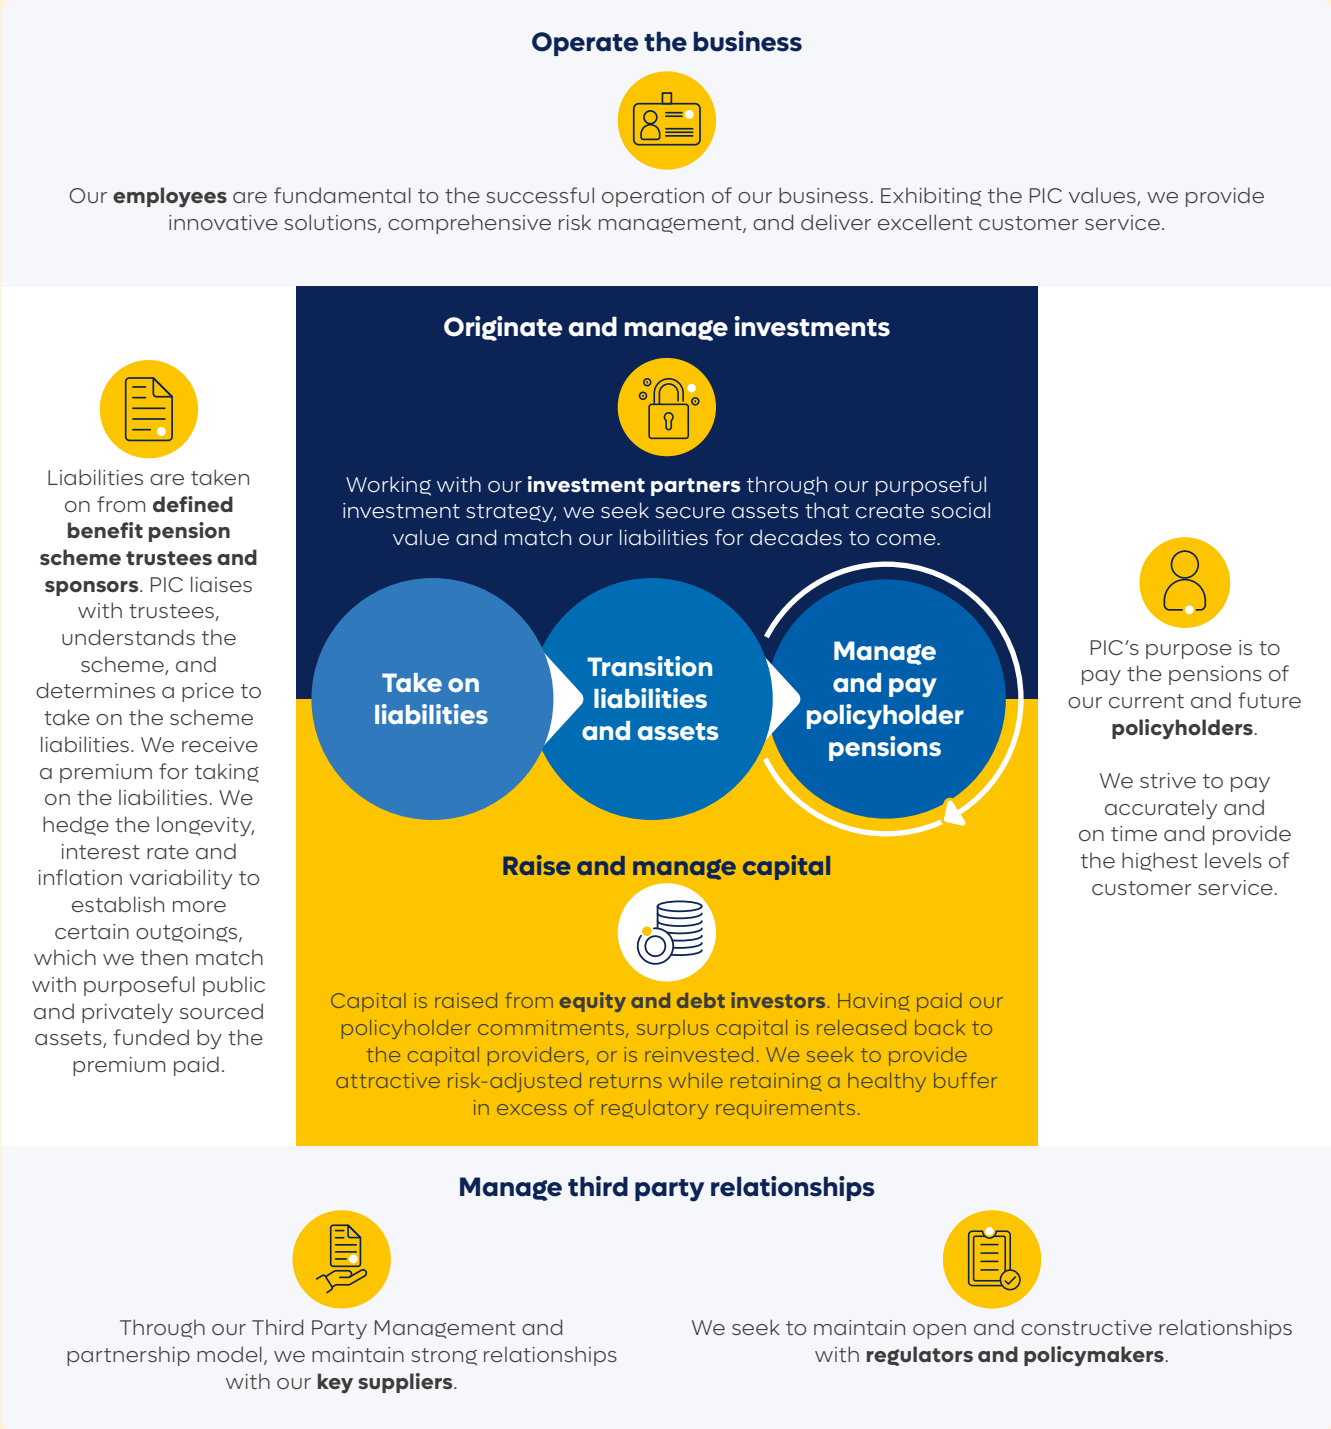 Operate the business
Our employees are fundamental to the successful operation of our business. Exhibiting the PIC values, we provide
innovative solutions, comprehensive risk management, and deliver excellent customer service.
Liabilities are taken
on from defined
benefit pension
scheme trustees and
sponsors. PIC liaises
with trustees,
understands the
scheme, and
determines a price to
take on the scheme
liabilities. We receive
a premium for taking
on the liabilities. We
hedge the longevity,
interest rate and
inflation variability to
establish more
certain outgoings,
which we then match
with purposeful public
and privately sourced
assets, funded by the
premium paid.
Originate and manage investments
Working with our investment partners through our purposeful
investment strategy, we seek secure assets that create social
value and match our liabilities for decades to come.
Take on
liabilities
Transition
liabilities
and assets
Manage
and pay
policyholder
pensions
Raise and manage capital
Capital is raised from equity and debt investors. Having paid our
policyholder commitments, surplus capital is released back to
the capital providers, or is reinvested. We seek to provide
attractive risk-adjusted returns while retaining a healthy buffer
in excess of regulatory requirements.
PIC’s purpose is to
pay the pensions of
our current and future
policyholders.
We strive to pay
accurately and
on time and provide
the highest levels of
customer service.
Manage third party relationships
Through our Third Party Management and
partnership model, we maintain strong relationships
with our key suppliers.
We seek to maintain open and constructive relationships
with regulators and policymakers.